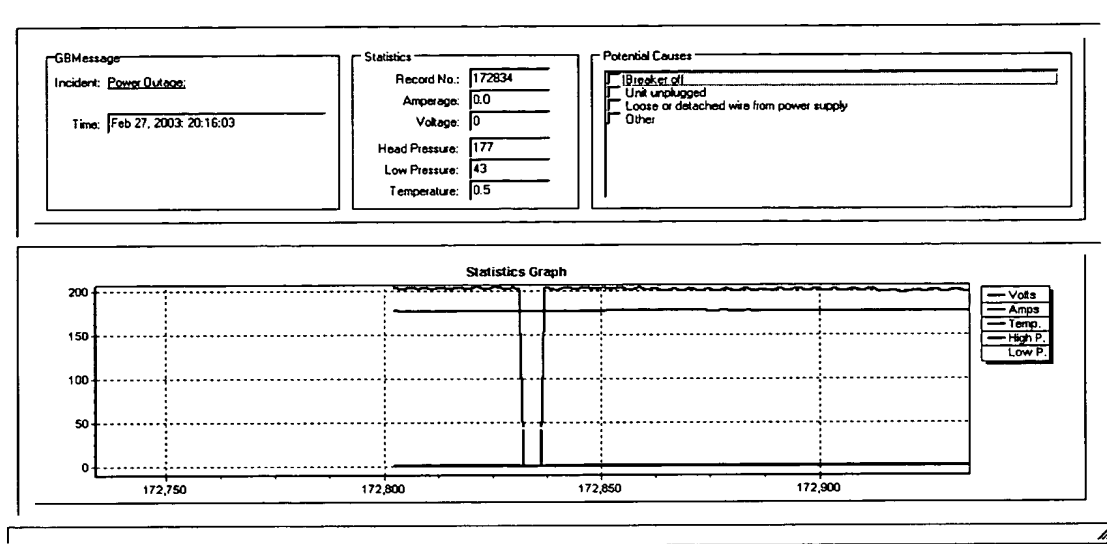 GBMessage
Incident: Power Outage:
Time: Feb 27, 2003: 20:16:03
Statistics
Record No.: 172834
Amperage: 0.0
Voltage: 0
Head Pressure: 177
Low Pressure: 43
Temperature: 0.5
Potential Causes
Breaker off
Unit unplugged
Loose or detached wire from power supply
Other
Statistics Graph
200
150
100
50
0
172,750
172,800
172,850
172,900
Volts
Amps
Temp.
High P.
Low P.